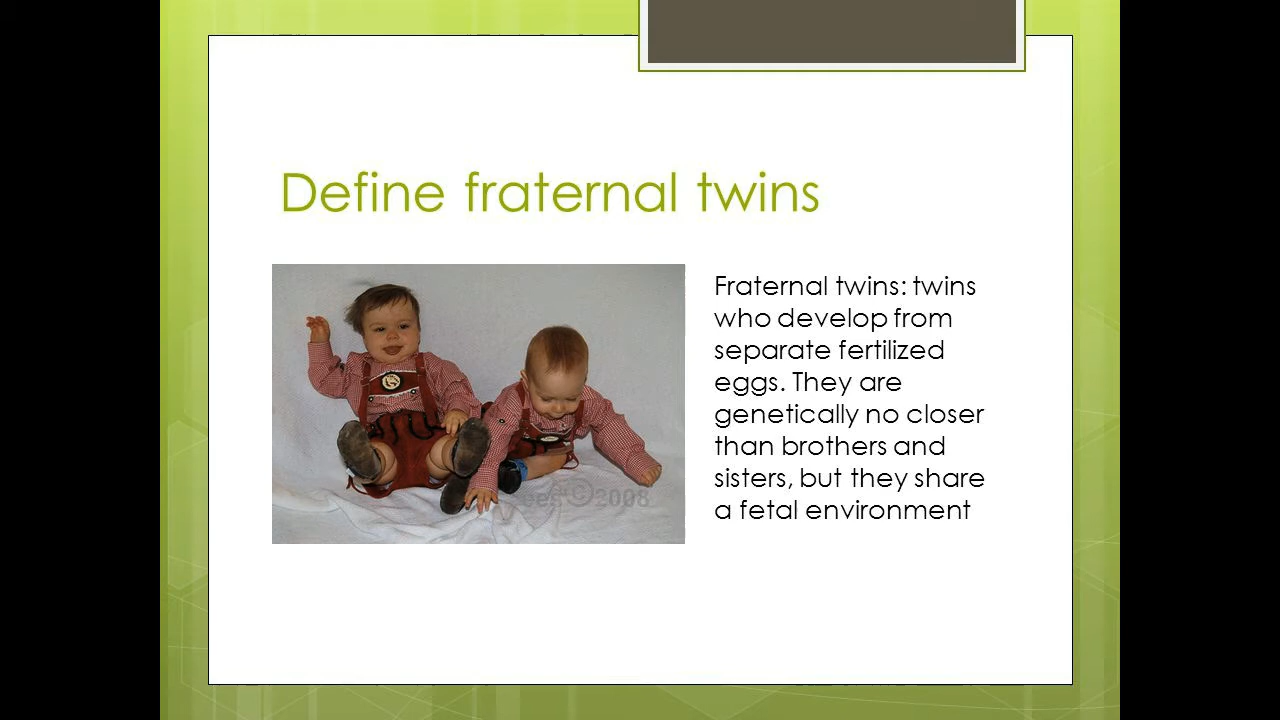 Define fraternal twins
Fraternal twins: twins
who develop from
separate fertilized
eggs. They are
genetically no closer
than brothers and
sisters, but they share
a fetal environment
©2008